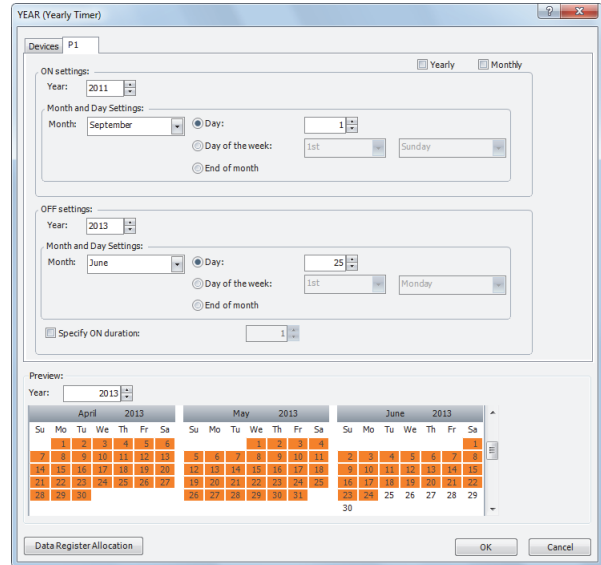 YEAR (Yearly Timer)
Devices P1
Yearly Monthly
ON settings:
Year: 2011
Month and Day Settings:
Month: September Day: 1
Day of the week: 1st Sunday
End of month
OFF settings:
Year: 2013
Month and Day Settings:
Month: June Day: 25
Day of the week: 1st Monday
End of month
Specify ON duration: 1
Preview:
Year: 2013
April 2013 May 2013 June 2013
Su Mo Tu We Th Fr Sa Su Mo Tu We Th Fr Sa Su Mo Tu We Th Fr Sa
1 2 3 4 5 6 1 2 3 4 1
7 8 9 10 11 12 13 5 6 7 8 9 10 11 2 3 4 5 6 7 8
14 15 16 17 18 19 20 12 13 14 15 16 17 18 9 10 11 12 13 14 15
21 22 23 24 25 26 27 19 20 21 22 23 24 25 16 17 18 19 20 21 22
28 29 30 26 27 28 29 30 31 23 24 25 26 27 28 29
30
Data Register Allocation OK Cancel